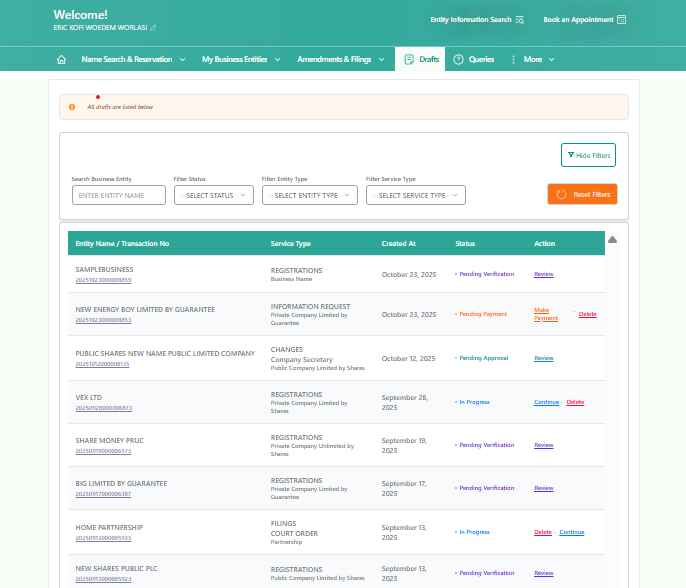 Welcome!
ERIC KOFI WOEDEM WORLASI
Entity Information Search
Book an Appointment
Name Search & Reservation
My Business Entities
Amendments & Filings
Drafts
Queries
More
All drafts are listed below
Hide Filters
Search Business Entity
Filter Status
Filter Entity Type
Filter Service Type
ENTER ENTITY NAME
-- SELECT STATUS --
-- SELECT ENTITY TYPE --
-- SELECT SERVICE TYPE --
Reset Filters
Entity Name / Transaction No
Service Type
Created At
Status
Action
SAMPLEBUSINESS
20251023000008859
REGISTRATIONS
Business Name
October 23, 2025
Pending Verification
Review
NEW ENERGY BOY LIMITED BY GUARANTEE
20251023000008853
INFORMATION REQUEST
Private Company Limited by
Guarantee
October 23, 2025
Pending Payment
Make
Payment
Delete
PUBLIC SHARES NEW NAME PUBLIC LIMITED COMPANY
20251012000008135
CHANGES
Company Secretary
Public Company Limited by Shares
October 12, 2025
Pending Approval
Review
VEX LTD
20250928000006873
REGISTRATIONS
Private Company Limited by
Shares
September 28,
2025
In Progress
Continue - Delete
SHARE MONEY PRUC
20250919000006573
REGISTRATIONS
Private Company Unlimited by
Shares
September 19,
2025
Pending Verification
Review
BIG LIMITED BY GUARANTEE
20250917000006387
REGISTRATIONS
Private Company Limited by
Guarantee
September 17,
2025
Pending Verification
Review
HOME PARTNERSHIP
20250913000005935
FILINGS
COURT ORDER
Partnership
September 13,
2025
In Progress
Delete - Continue
NEW SHARES PUBLIC PLC
20250913000005923
REGISTRATIONS
Public Company Limited by Shares
September 13,
2025
Pending Verification
Review